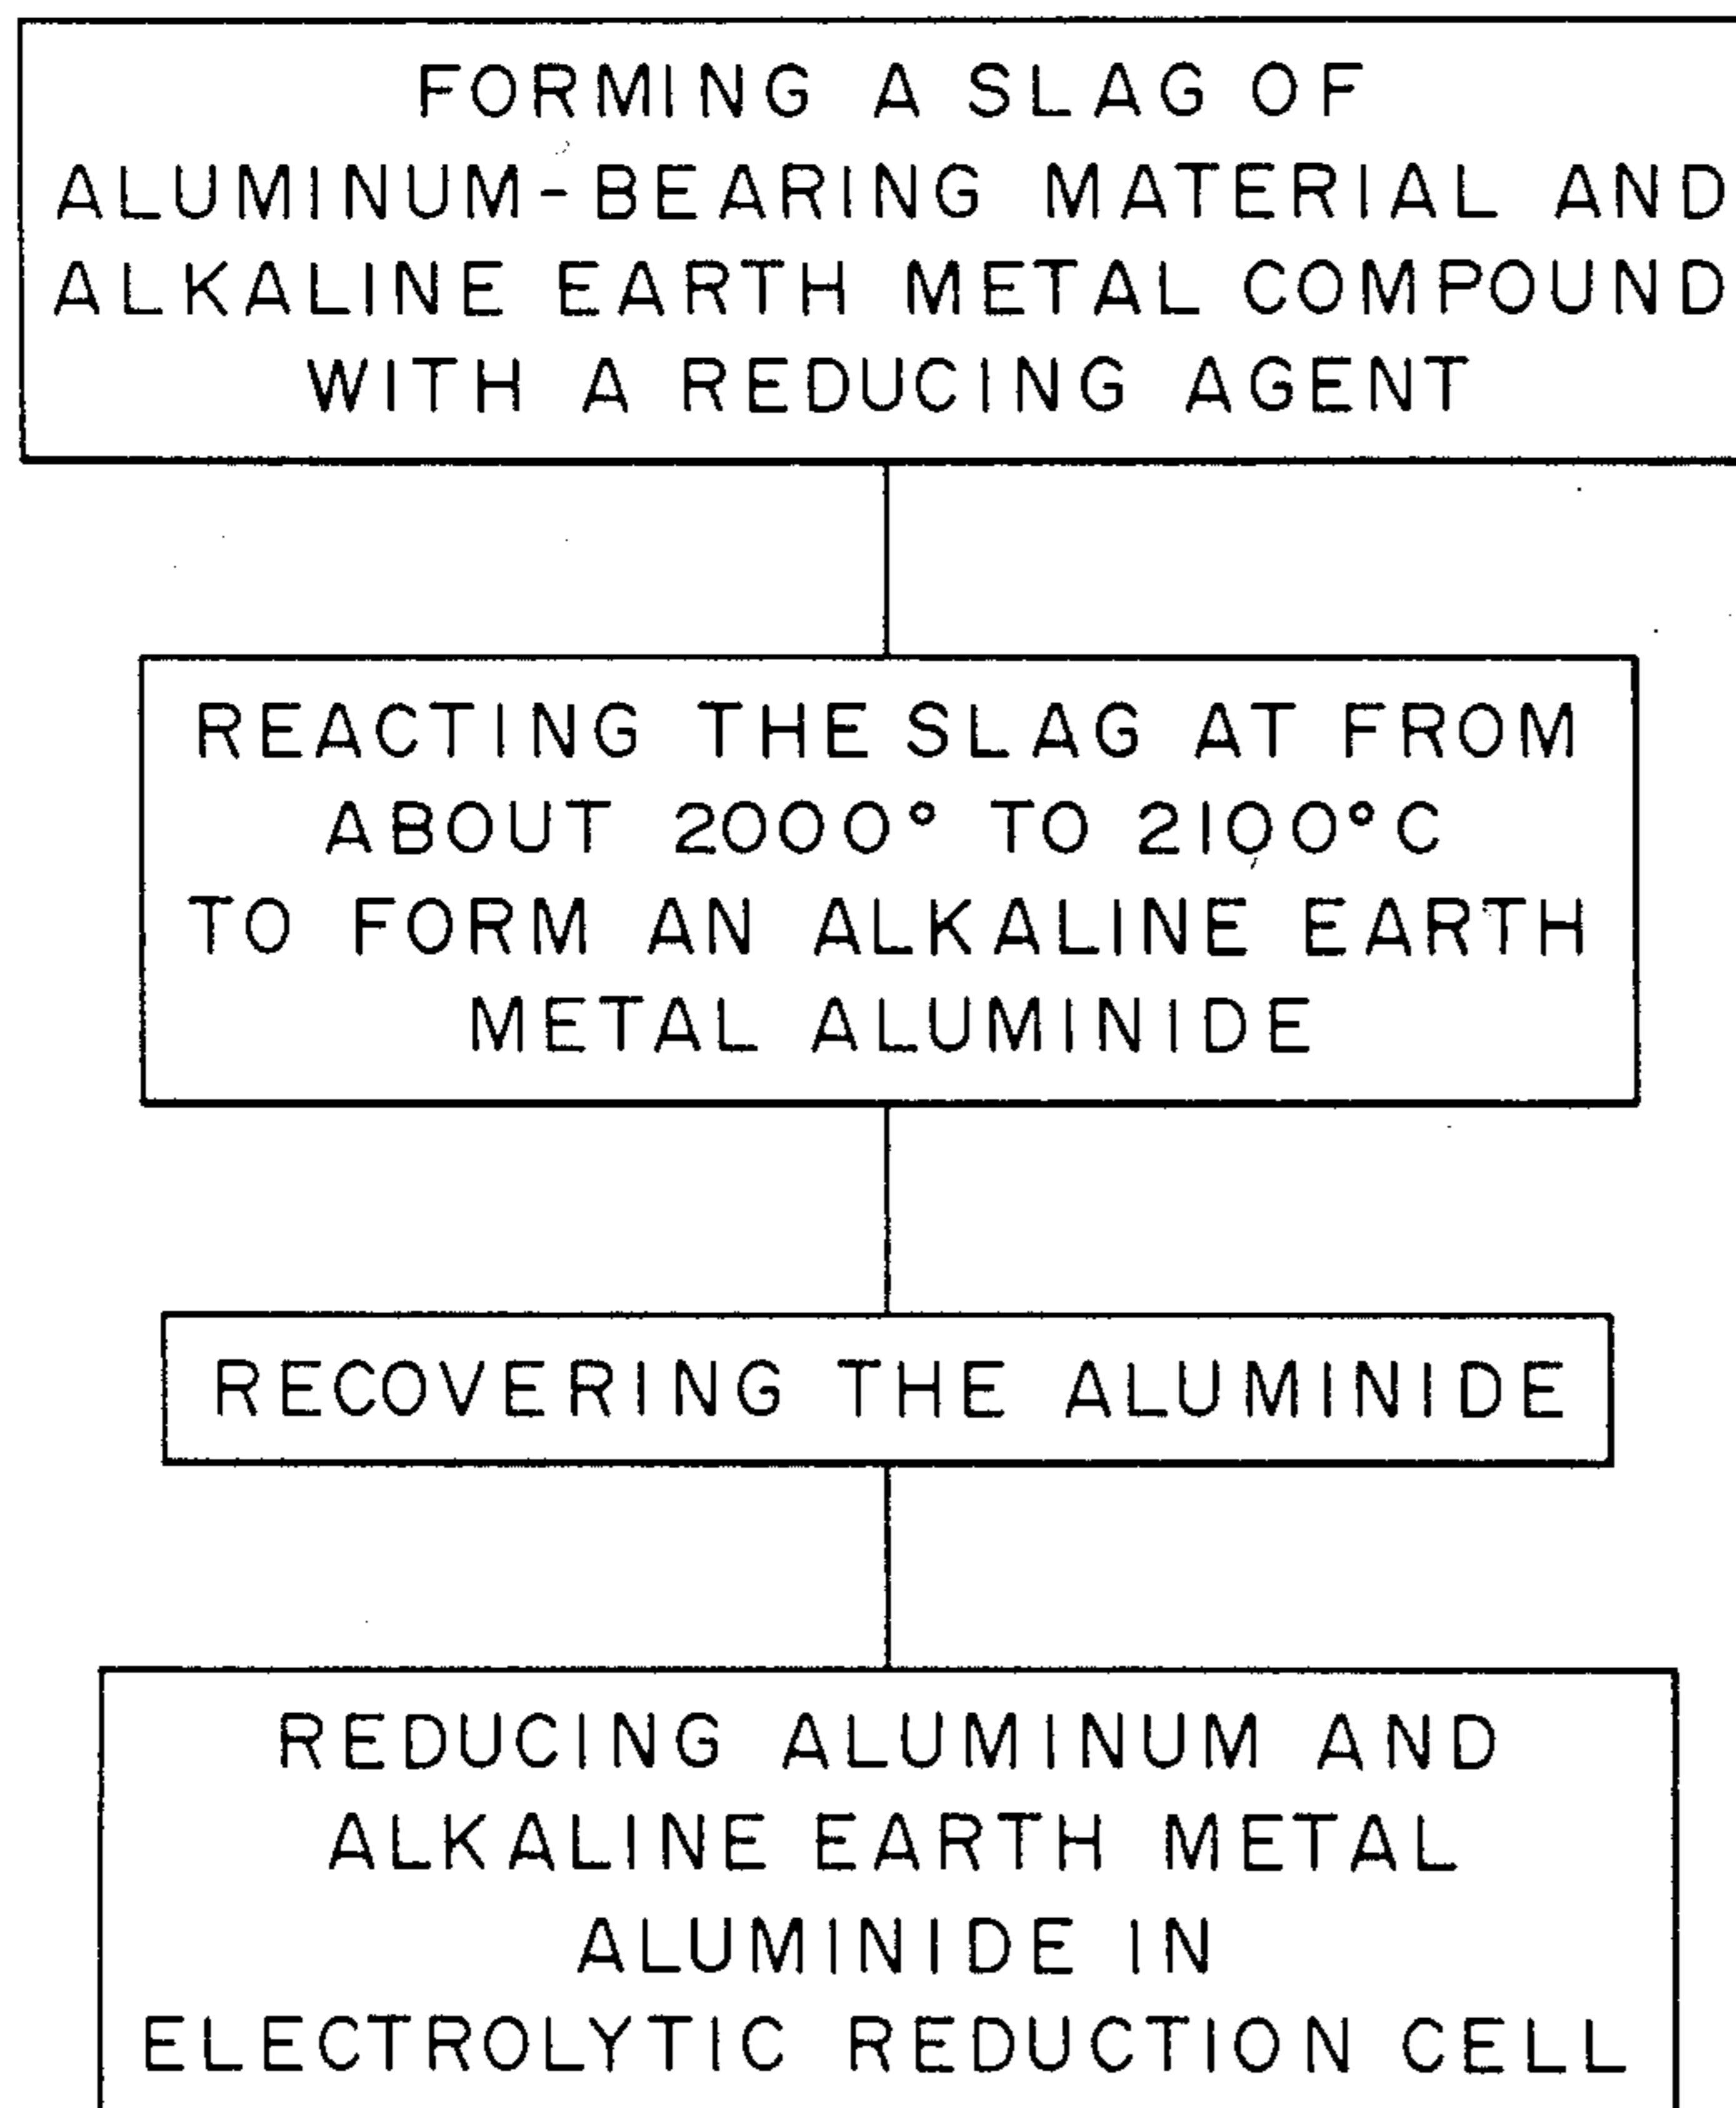 FORMING A SLAG OF
ALUMINUM-BEARING MATERIAL AND
ALKALINE EARTH METAL COMPOUND
WITH A REDUCING AGENT
REACTING THE SLAG AT FROM
ABOUT 2000° TO 2100°C
TO FORM AN ALKALINE EARTH
METAL ALUMINIDE
RECOVERING THE ALUMINIDE
REDUCING ALUMINUM AND
ALKALINE EARTH METAL
ALUMINIDE IN
ELECTROLYTIC REDUCTION CELL